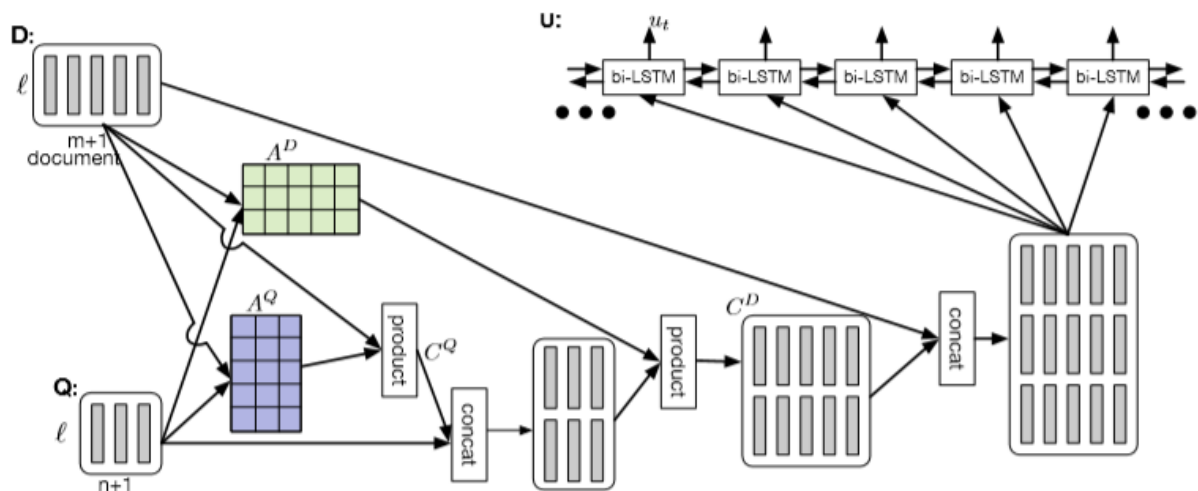 D:
ℓ
m+1
document
U:
u_t
bi-LSTM
bi-LSTM
bi-LSTM
bi-LSTM
bi-LSTM
A^D
A^Q
product
C^Q
Q:
ℓ
n+1
concat
product
C^D
concat